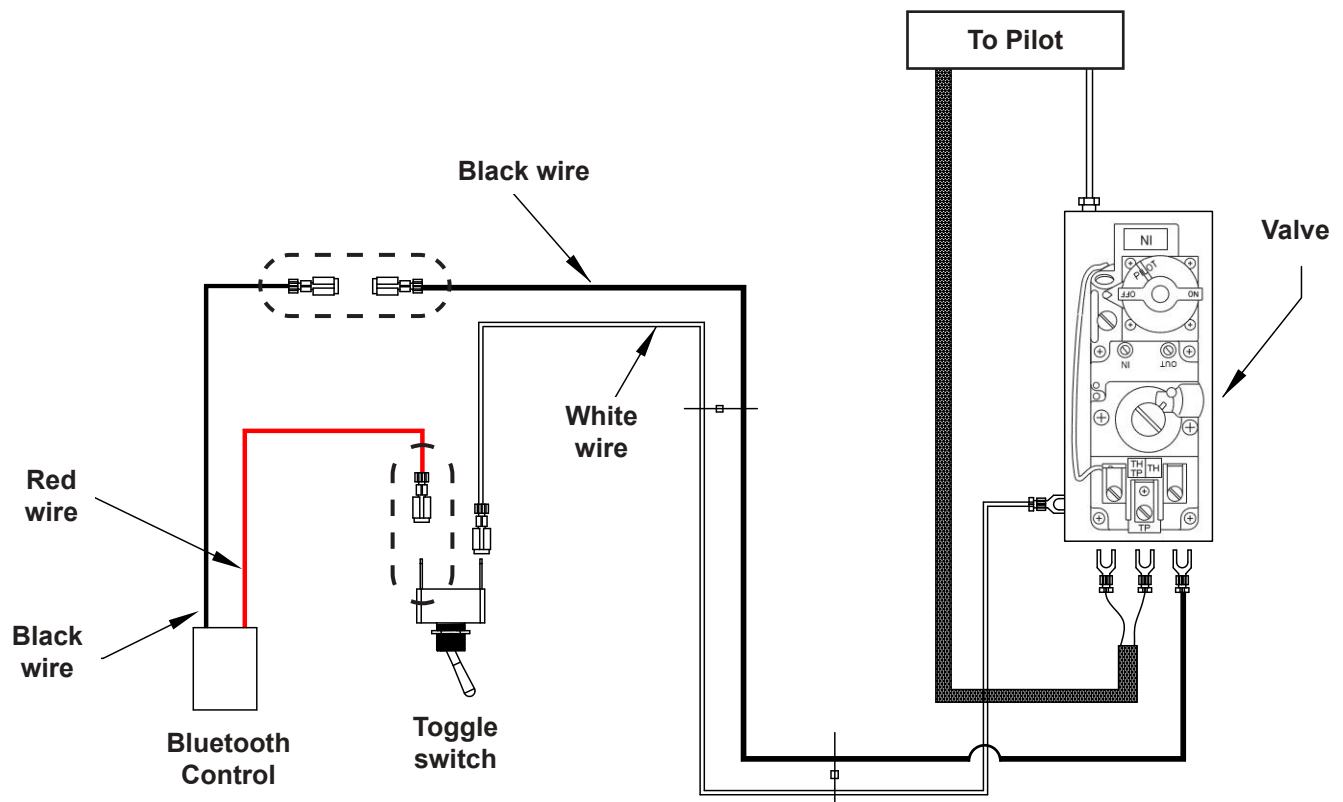 To Pilot
Black wire
Valve
NI
PILOT
OFF
NO
IN
OUT
White
wire
TH
TP
TH
TP
Red
wire
Black
wire
Bluetooth
Control
Toggle
switch